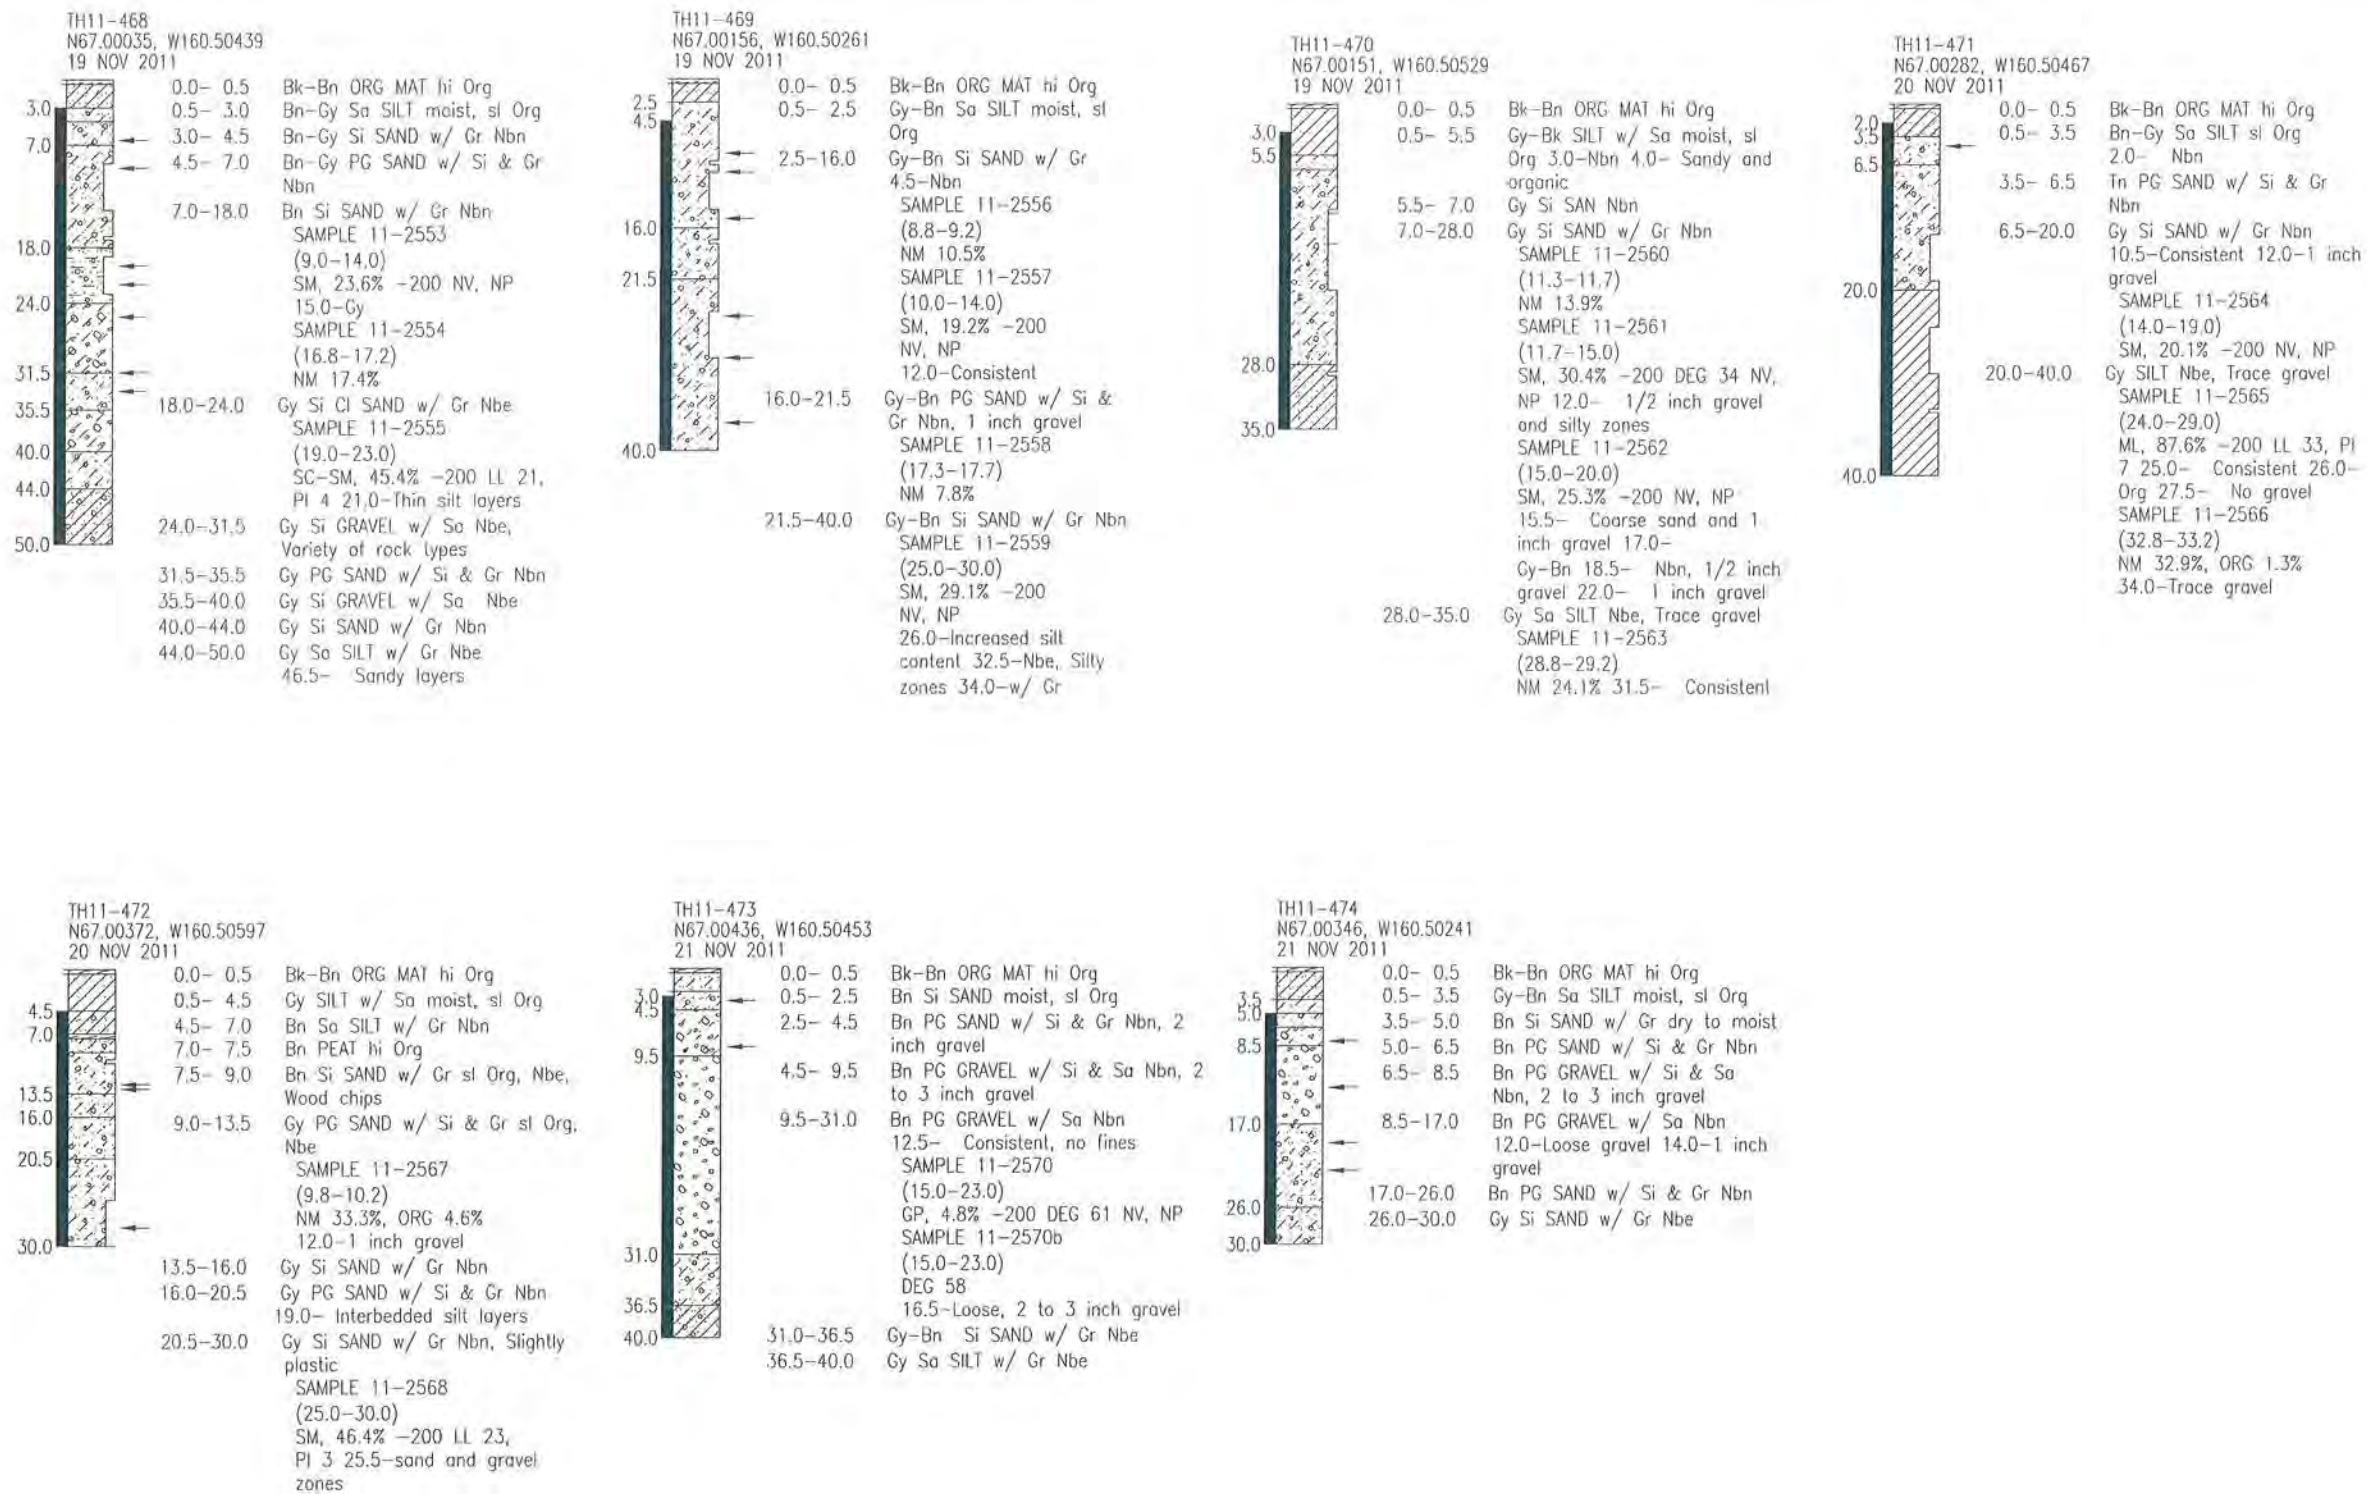 TH11-468
N67.00035, W160.50439
19 NOV 2011
3.0
7.0
18.0
24.0
31.5
35.5
40.0
44.0
50.0
0.0- 0.5 Bk-Bn ORG MAT hi Org
0.5- 3.0 Bn-Gy Sa SILT moist, sl Org
3.0- 4.5 Bn-Gy Si SAND w/ Gr Nbn
4.5- 7.0 Bn-Gy PG SAND w/ Si & Gr
Nbn
7.0-18.0 Bn Si SAND w/ Gr Nbn
SAMPLE 11-2553
(9.0-14.0)
SM, 23.6% -200 NV, NP
15.0-Gy
SAMPLE 11-2554
(16.8-17.2)
NM 17.4%
18.0-24.0 Gy Si Cl SAND w/ Gr Nbe
SAMPLE 11-2555
(19.0-23.0)
SC-SM, 45.4% -200 LL 21,
PI 4 21.0-Thin silt layers
24.0-31.5 Gy Si GRAVEL w/ Sa Nbe,
Variety of rock types
31.5-35.5 Gy PG SAND w/ Si & Gr Nbn
35.5-40.0 Gy Si GRAVEL w/ Sa Nbe
40.0-44.0 Gy Si SAND w/ Gr Nbn
44.0-50.0 Gy Sa SILT w/ Gr Nbe
46.5- Sandy layers
TH11-469
N67.00156, W160.50261
19 NOV 2011
2.5
4.5
16.0
21.5
40.0
0.0- 0.5 Bk-Bn ORG MAT hi Org
0.5- 2.5 Gy-Bn Sa SILT moist, sl
Org
2.5-16.0 Gy-Bn Si SAND w/ Gr
4.5-Nbn
SAMPLE 11-2556
(8.8-9.2)
NM 10.5%
SAMPLE 11-2557
(10.0-14.0)
SM, 19.2% -200
NV, NP
12.0-Consistent
16.0-21.5 Gy-Bn PG SAND w/ Si &
Gr Nbn, 1 inch gravel
SAMPLE 11-2558
(17.3-17.7)
NM 7.8%
21.5-40.0 Gy-Bn Si SAND w/ Gr Nbn
SAMPLE 11-2559
(25.0-30.0)
SM, 29.1% -200
NV, NP
26.0-Increased silt
content 32.5-Nbe, Silty
zones 34.0-w/ Gr
TH11-470
N67.00151, W160.50529
19 NOV 2011
3.0
5.5
28.0
35.0
0.0- 0.5 Bk-Bn ORG MAT hi Org
0.5- 5.5 Gy-Bk SILT w/ Sa moist, sl
Org 3.0-Nbn 4.0- Sandy and
organic
5.5- 7.0 Gy Si SAN Nbn
7.0-28.0 Gy Si SAND w/ Gr Nbn
SAMPLE 11-2560
(11.3-11.7)
NM 13.9%
SAMPLE 11-2561
(11.7-15.0)
SM, 30.4% -200 DEG 34 NV,
NP 12.0- 1/2 inch gravel
and silty zones
SAMPLE 11-2562
(15.0-20.0)
SM, 25.3% -200 NV, NP
15.5- Coarse sand and 1
inch gravel 17.0-
Gy-Bn 18.5- Nbn, 1/2 inch
gravel 22.0- 1 inch gravel
28.0-35.0 Gy Sa SILT Nbe, Trace gravel
SAMPLE 11-2563
(28.8-29.2)
NM 24.1% 31.5- Consistent
TH11-471
N67.00282, W160.50467
20 NOV 2011
2.0
3.5
6.5
20.0
40.0
0.0- 0.5 Bk-Bn ORG MAT hi Org
0.5- 3.5 Bn-Gy Sa SILT sl Org
2.0- Nbn
3.5- 6.5 Tn PG SAND w/ Si & Gr
Nbn
6.5-20.0 Gy Si SAND w/ Gr Nbn
10.5-Consistent 12.0-1 inch
gravel
SAMPLE 11-2564
(14.0-19.0)
SM, 20.1% -200 NV, NP
20.0-40.0 Gy SILT Nbe, Trace gravel
SAMPLE 11-2565
(24.0-29.0)
ML, 87.6% -200 LL 33, PI
7 25.0- Consistent 26.0-
Org 27.5- No gravel
SAMPLE 11-2566
(32.8-33.2)
NM 32.9%, ORG 1.3%
34.0-Trace gravel
TH11-472
N67.00372, W160.50597
20 NOV 2011
4.5
7.0
13.5
16.0
20.5
30.0
0.0- 0.5 Bk-Bn ORG MAT hi Org
0.5- 4.5 Gy SILT w/ Sa moist, sl Org
4.5- 7.0 Bn Sa SILT w/ Gr Nbn
7.0- 7.5 Bn PEAT hi Org
7.5- 9.0 Bn Si SAND w/ Gr sl Org, Nbe,
Wood chips
9.0-13.5 Gy PG SAND w/ Si & Gr sl Org,
Nbe
SAMPLE 11-2567
(9.8-10.2)
NM 33.3%, ORG 4.6%
12.0-1 inch gravel
13.5-16.0 Gy Si SAND w/ Gr Nbn
16.0-20.5 Gy PG SAND w/ Si & Gr Nbn
19.0- Interbedded silt layers
20.5-30.0 Gy Si SAND w/ Gr Nbn, Slightly
plastic
SAMPLE 11-2568
(25.0-30.0)
SM, 46.4% -200 LL 23,
PI 3 25.5-sand and gravel
zones
TH11-473
N67.00436, W160.50453
21 NOV 2011
3.0
4.5
9.5
31.0
36.5
40.0
0.0- 0.5 Bk-Bn ORG MAT hi Org
0.5- 2.5 Bn Si SAND moist, sl Org
2.5- 4.5 Bn PG SAND w/ Si & Gr Nbn, 2
inch gravel
4.5- 9.5 Bn PG GRAVEL w/ Si & Sa Nbn, 2
to 3 inch gravel
9.5-31.0 Bn PG GRAVEL w/ Sa Nbn
12.5- Consistent, no fines
SAMPLE 11-2570
(15.0-23.0)
GP, 4.8% -200 DEG 61 NV, NP
SAMPLE 11-2570b
(15.0-23.0)
DEG 58
16.5-Loose, 2 to 3 inch gravel
31.0-36.5 Gy-Bn Si SAND w/ Gr Nbe
36.5-40.0 Gy Sa SILT w/ Gr Nbe
TH11-474
N67.00346, W160.50241
21 NOV 2011
3.5
5.0
8.5
17.0
26.0
30.0
0.0- 0.5 Bk-Bn ORG MAT hi Org
0.5- 3.5 Gy-Bn Sa SILT moist, sl Org
3.5- 5.0 Bn Si SAND w/ Gr dry to moist
5.0- 6.5 Bn PG SAND w/ Si & Gr Nbn
6.5- 8.5 Bn PG GRAVEL w/ Si & Sa
Nbn, 2 to 3 inch gravel
8.5-17.0 Bn PG GRAVEL w/ Sa Nbn
12.0-Loose gravel 14.0-1 inch
gravel
17.0-26.0 Bn PG SAND w/ Si & Gr Nbn
26.0-30.0 Gy Si SAND w/ Gr Nbe